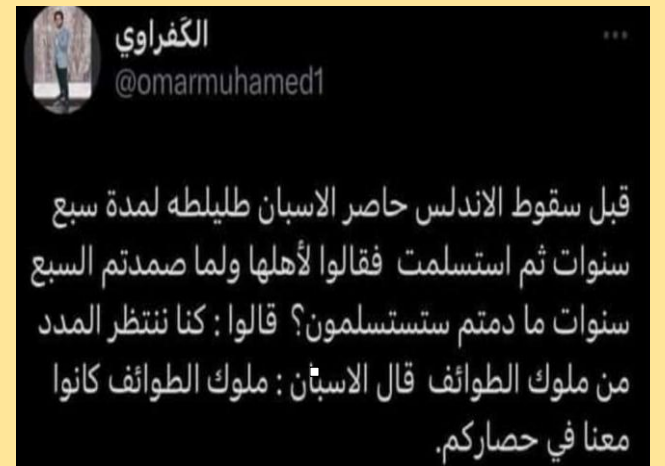 الكَفراوي
@omarmuhamed1
قبل سقوط الاندلس حاصر الاسبان طليلطه لمدة سبع
سنوات ثم استسلمت فقالوا لأهلها ولما صمدتم السبع
سنوات ما دمتم ستستسلمون؟ قالوا : كنا ننتظر المدد
من ملوك الطوائف قال الاسبان : ملوك الطوائف كانوا
معنا في حصاركم.